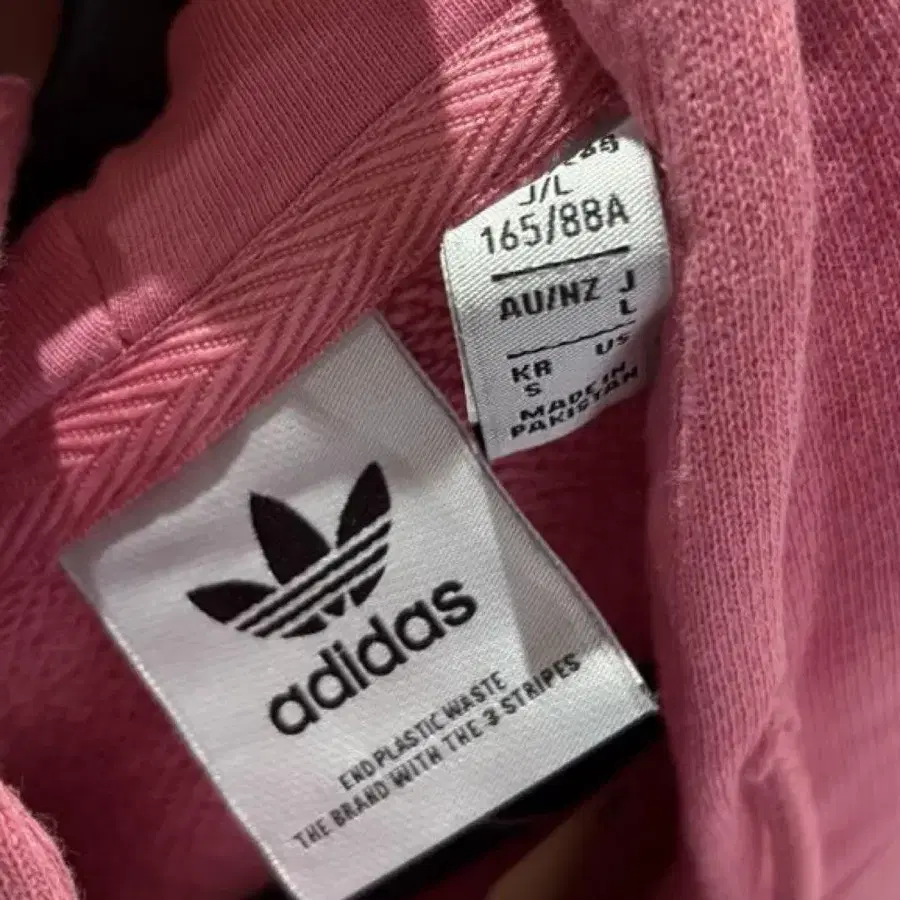 J/L
165/88A
AU/NZ J
L
KR US
S
MADE IN
PAKISTAN
adidas
END PLASTIC WASTE
THE BRAND WITH THE 3 STRIPES